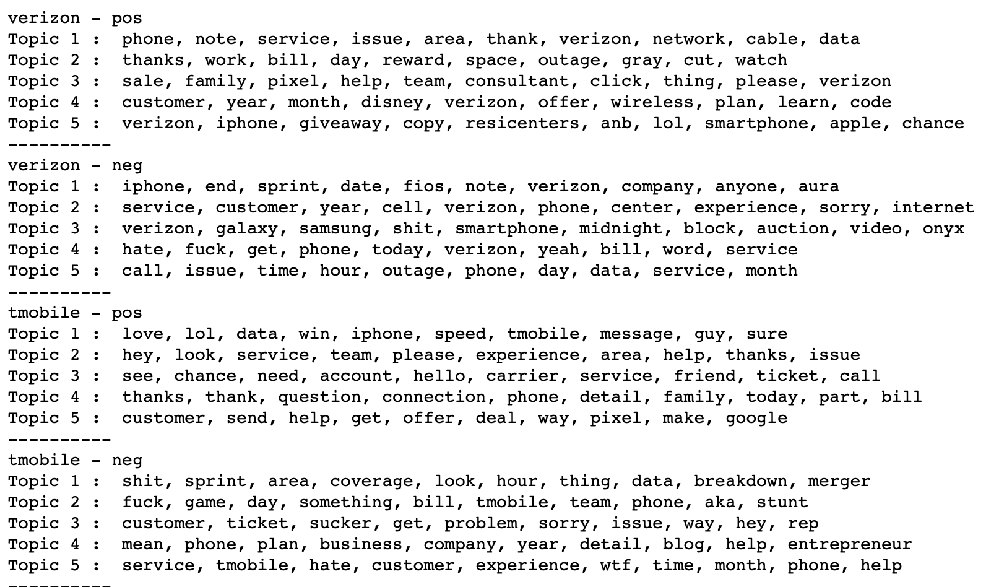 verizon - pos
Topic 1 :  phone, note, service, issue, area, thank, verizon, network, cable, data
Topic 2 :  thanks, work, bill, day, reward, space, outage, gray, cut, watch
Topic 3 :  sale, family, pixel, help, team, consultant, click, thing, please, verizon
Topic 4 :  customer, year, month, disney, verizon, offer, wireless, plan, learn, code
Topic 5 :  verizon, iphone, giveaway, copy, resicenters, anb, lol, smartphone, apple, chance
----------
verizon - neg
Topic 1 :  iphone, end, sprint, date, fios, note, verizon, company, anyone, aura
Topic 2 :  service, customer, year, cell, verizon, phone, center, experience, sorry, internet
Topic 3 :  verizon, galaxy, samsung, shit, smartphone, midnight, block, auction, video, onyx
Topic 4 :  hate, fuck, get, phone, today, verizon, yeah, bill, word, service
Topic 5 :  call, issue, time, hour, outage, phone, day, data, service, month
----------
tmobile - pos
Topic 1 :  love, lol, data, win, iphone, speed, tmobile, message, guy, sure
Topic 2 :  hey, look, service, team, please, experience, area, help, thanks, issue
Topic 3 :  see, chance, need, account, hello, carrier, service, friend, ticket, call
Topic 4 :  thanks, thank, question, connection, phone, detail, family, today, part, bill
Topic 5 :  customer, send, help, get, offer, deal, way, pixel, make, google
----------
tmobile - neg
Topic 1 :  shit, sprint, area, coverage, look, hour, thing, data, breakdown, merger
Topic 2 :  fuck, game, day, something, bill, tmobile, team, phone, aka, stunt
Topic 3 :  customer, ticket, sucker, get, problem, sorry, issue, way, hey, rep
Topic 4 :  mean, phone, plan, business, company, year, detail, blog, help, entrepreneur
Topic 5 :  service, tmobile, hate, customer, experience, wtf, time, month, phone, help
----------